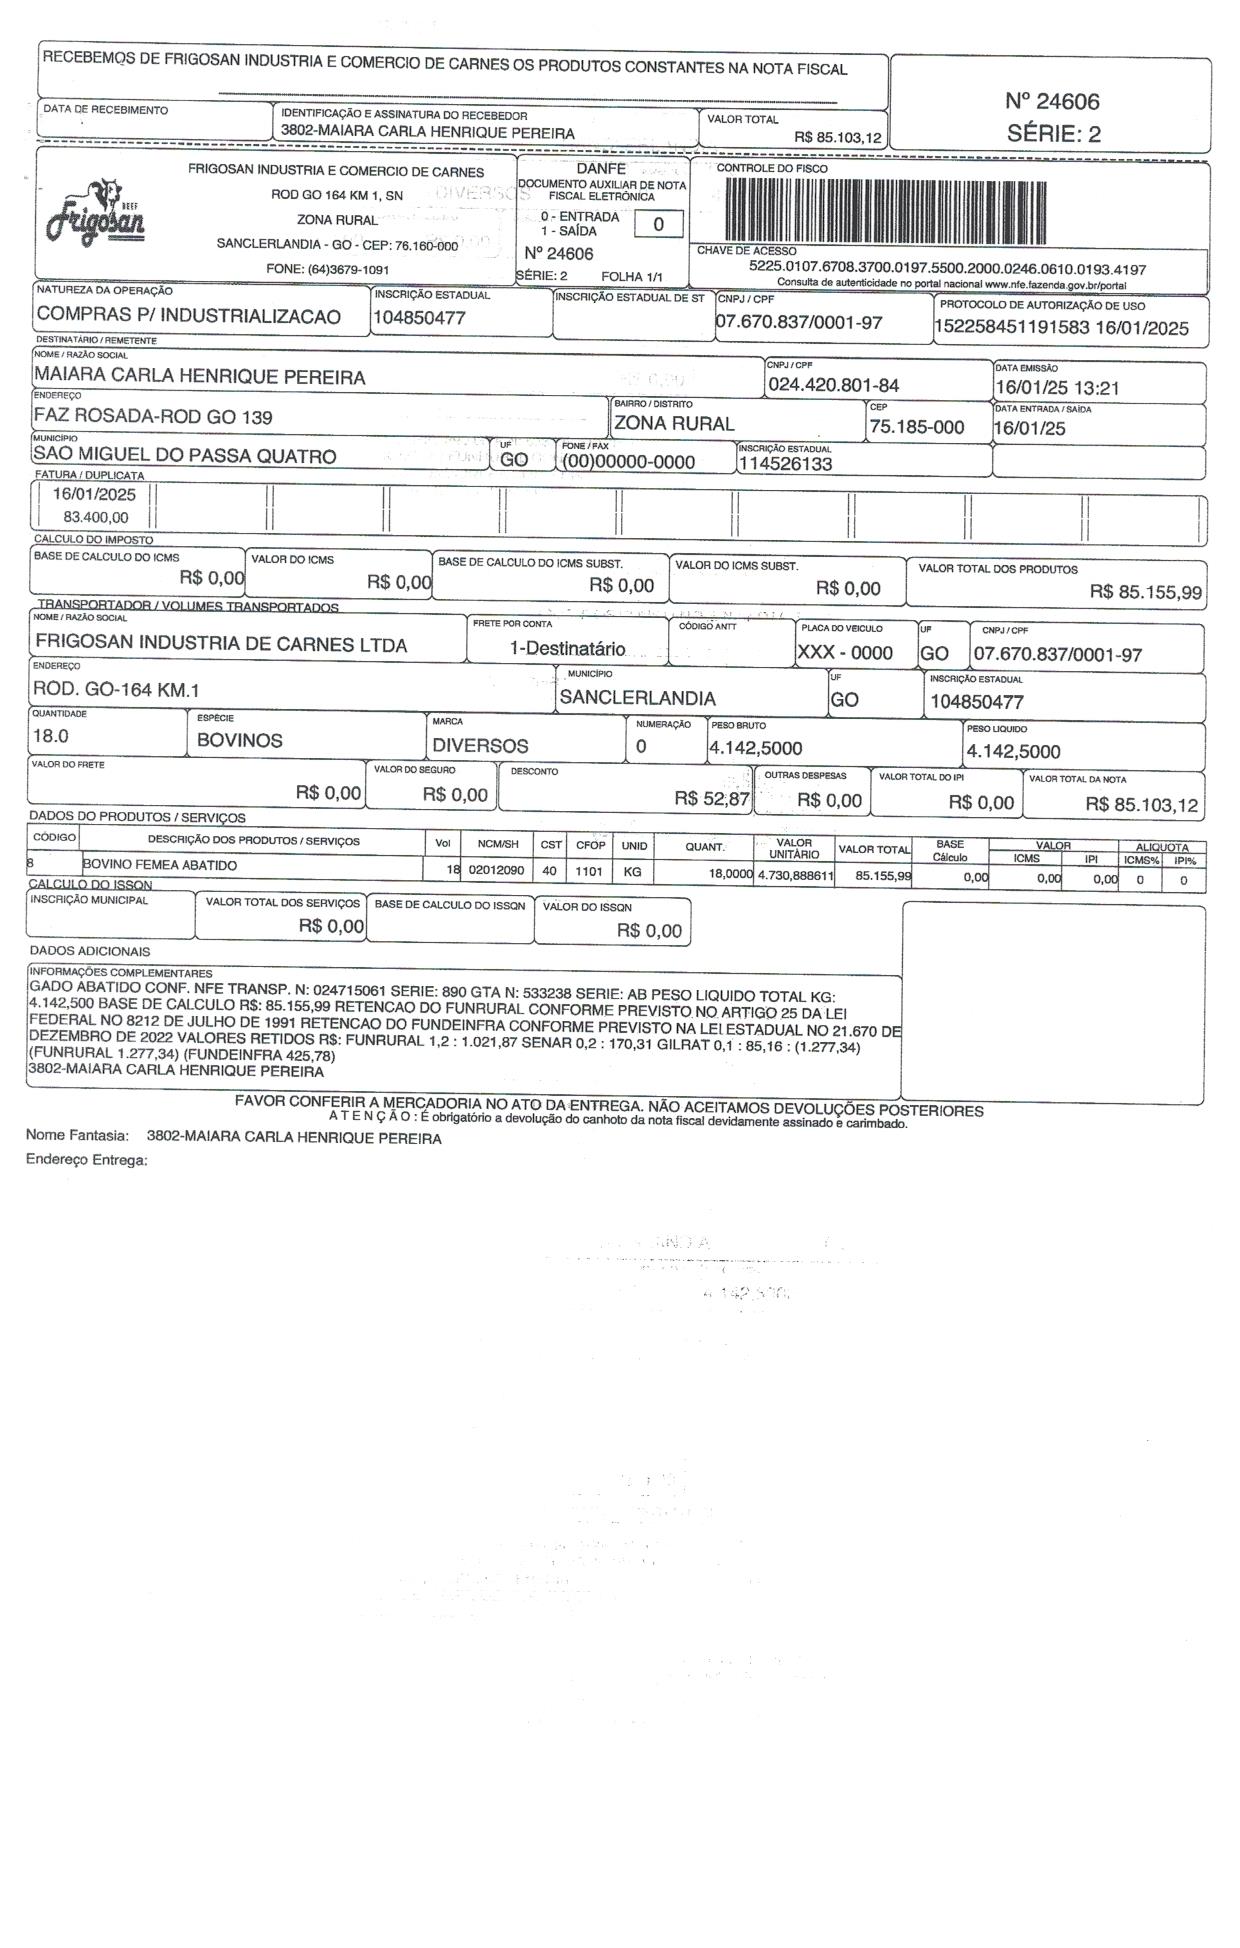 RECEBEMOS DE FRIGOSAN INDUSTRIA E COMERCIO DE CARNES OS PRODUTOS CONSTANTES NA NOTA FISCAL
Nº 24606
SÉRIE: 2
DATA DE RECEBIMENTO
IDENTIFICAÇÃO E ASSINATURA DO RECEBEDOR
3802-MAIARA CARLA HENRIQUE PEREIRA
VALOR TOTAL
R$ 85.103,12
BEEF
Frigosan
FRIGOSAN INDUSTRIA E COMERCIO DE CARNES
ROD GO 164 KM 1, SN
ZONA RURAL
SANCLERLANDIA - GO - CEP: 76.160-000
FONE: (64)3679-1091
DIVERSOS
DANFE
DOCUMENTO AUXILIAR DE NOTA
FISCAL ELETRÔNICA
0 - ENTRADA
1 - SAÍDA
0
Nº 24606
SÉRIE: 2 FOLHA 1/1
CONTROLE DO FISCO
CHAVE DE ACESSO
5225.0107.6708.3700.0197.5500.2000.0246.0610.0193.4197
Consulta de autenticidade no portal nacional www.nfe.fazenda.gov.br/portal
NATUREZA DA OPERAÇÃO
COMPRAS P/ INDUSTRIALIZACAO
INSCRIÇÃO ESTADUAL
104850477
INSCRIÇÃO ESTADUAL DE ST
CNPJ / CPF
07.670.837/0001-97
PROTOCOLO DE AUTORIZAÇÃO DE USO
152258451191583 16/01/2025
DESTINATÁRIO / REMETENTE
NOME / RAZÃO SOCIAL
MAIARA CARLA HENRIQUE PEREIRA
CNPJ / CPF
024.420.801-84
DATA EMISSÃO
16/01/25 13:21
ENDEREÇO
FAZ ROSADA-ROD GO 139
BAIRRO / DISTRITO
ZONA RURAL
CEP
75.185-000
DATA ENTRADA / SAÍDA
16/01/25
MUNICÍPIO
SAO MIGUEL DO PASSA QUATRO
UF
GO
FONE / FAX
(00)00000-0000
INSCRIÇÃO ESTADUAL
114526133
FATURA / DUPLICATA
16/01/2025
83.400,00
CALCULO DO IMPOSTO
BASE DE CALCULO DO ICMS
R$ 0,00
VALOR DO ICMS
R$ 0,00
BASE DE CALCULO DO ICMS SUBST.
R$ 0,00
VALOR DO ICMS SUBST.
R$ 0,00
VALOR TOTAL DOS PRODUTOS
R$ 85.155,99
TRANSPORTADOR / VOLUMES TRANSPORTADOS
NOME / RAZÃO SOCIAL
FRIGOSAN INDUSTRIA DE CARNES LTDA
FRETE POR CONTA
1-Destinatário
CÓDIGO ANTT
PLACA DO VEICULO
XXX - 0000
UF
GO
CNPJ / CPF
07.670.837/0001-97
ENDEREÇO
ROD. GO-164 KM.1
MUNICÍPIO
SANCLERLANDIA
UF
GO
INSCRIÇÃO ESTADUAL
104850477
QUANTIDADE
18.0
ESPÉCIE
BOVINOS
MARCA
DIVERSOS
NUMERAÇÃO
0
PESO BRUTO
4.142,5000
PESO LIQUIDO
4.142,5000
VALOR DO FRETE
R$ 0,00
VALOR DO SEGURO
R$ 0,00
DESCONTO
R$ 52,87
OUTRAS DESPESAS
R$ 0,00
VALOR TOTAL DO IPI
R$ 0,00
VALOR TOTAL DA NOTA
R$ 85.103,12
DADOS DO PRODUTOS / SERVIÇOS
CÓDIGO DESCRIÇÃO DOS PRODUTOS / SERVIÇOS Vol NCM/SH CST CFOP UNID QUANT. VALOR UNITÁRIO VALOR TOTAL BASE Cálculo VALOR ICMS IPI ALIQUOTA ICMS% IPI%
8 BOVINO FEMEA ABATIDO 18 02012090 40 1101 KG 18,0000 4.730,888611 85.155,99 0,00 0,00 0,00 0 0
CALCULO DO ISSQN
INSCRIÇÃO MUNICIPAL
VALOR TOTAL DOS SERVIÇOS
R$ 0,00
BASE DE CALCULO DO ISSQN
VALOR DO ISSQN
R$ 0,00
DADOS ADICIONAIS
INFORMAÇÕES COMPLEMENTARES
GADO ABATIDO CONF. NFE TRANSP. N: 024715061 SERIE: 890 GTA N: 533238 SERIE: AB PESO LIQUIDO TOTAL KG:
4.142,500 BASE DE CALCULO R$: 85.155,99 RETENCAO DO FUNRURAL CONFORME PREVISTO NO ARTIGO 25 DA LEI
FEDERAL NO 8212 DE JULHO DE 1991 RETENCAO DO FUNDEINFRA CONFORME PREVISTO NA LEI ESTADUAL NO 21.670 DE
DEZEMBRO DE 2022 VALORES RETIDOS R$: FUNRURAL 1,2 : 1.021,87 SENAR 0,2 : 170,31 GILRAT 0,1 : 85,16 : (1.277,34)
(FUNRURAL 1.277,34) (FUNDEINFRA 425,78)
3802-MAIARA CARLA HENRIQUE PEREIRA
FAVOR CONFERIR A MERCADORIA NO ATO DA ENTREGA. NÃO ACEITAMOS DEVOLUÇÕES POSTERIORES
A T E N Ç Ã O : É obrigatório a devolução do canhoto da nota fiscal devidamente assinado e carimbado.
Nome Fantasia: 3802-MAIARA CARLA HENRIQUE PEREIRA
Endereço Entrega: